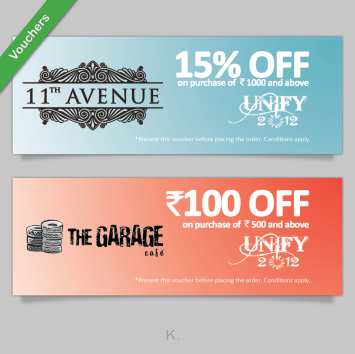 Vouchers
11TH AVENUE
15% OFF
on purchase of ₹ 1000 and above
UNIFY
2012
*Present this voucher before placing the order. Conditions apply.
THE GARAGE
café
₹100 OFF
on purchase of ₹ 500 and above
UNIFY
2012
*Present this voucher before placing the order. Conditions apply.
K.